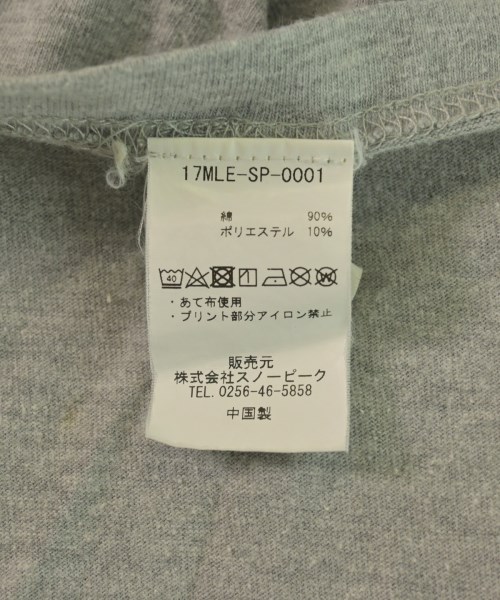 17MLE-SP-0001
綿 90%
ポリエステル 10%
40 W
・あて布使用
・プリント部分アイロン禁止
販売元
株式会社スノーピーク
TEL. 0256-46-5858
中国製